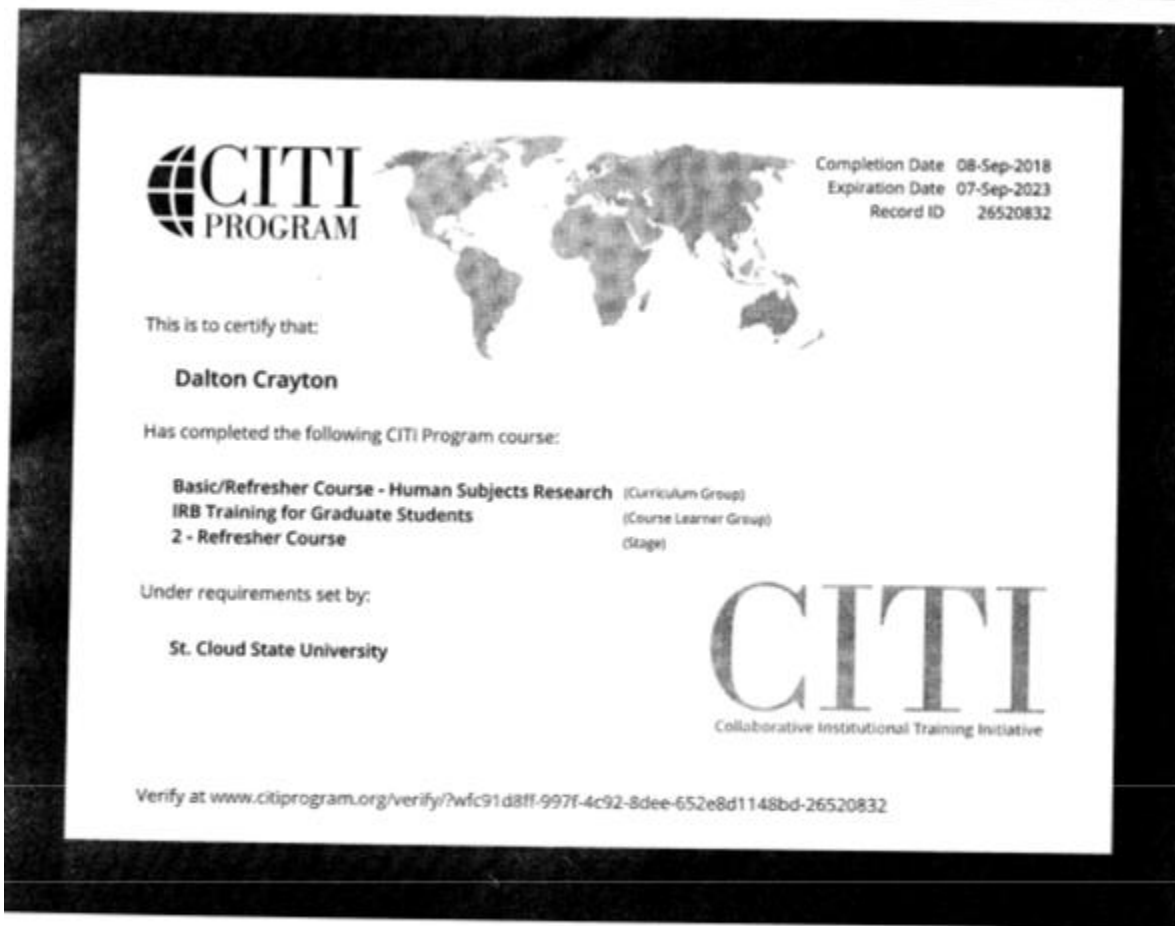 CITI
PROGRAM
Completion Date 08-Sep-2018
Expiration Date 07-Sep-2023
Record ID 26520832
This is to certify that:
Dalton Crayton
Has completed the following CITI Program course:
Basic/Refresher Course - Human Subjects Research (Curriculum Group)
IRB Training for Graduate Students (Course Learner Group)
2 - Refresher Course (Stage)
Under requirements set by:
St. Cloud State University
CITI
Collaborative Institutional Training Initiative
Verify at www.citiprogram.org/verify/?wfc91d8ff-997f-4c92-8dee-652e8d1148bd-26520832